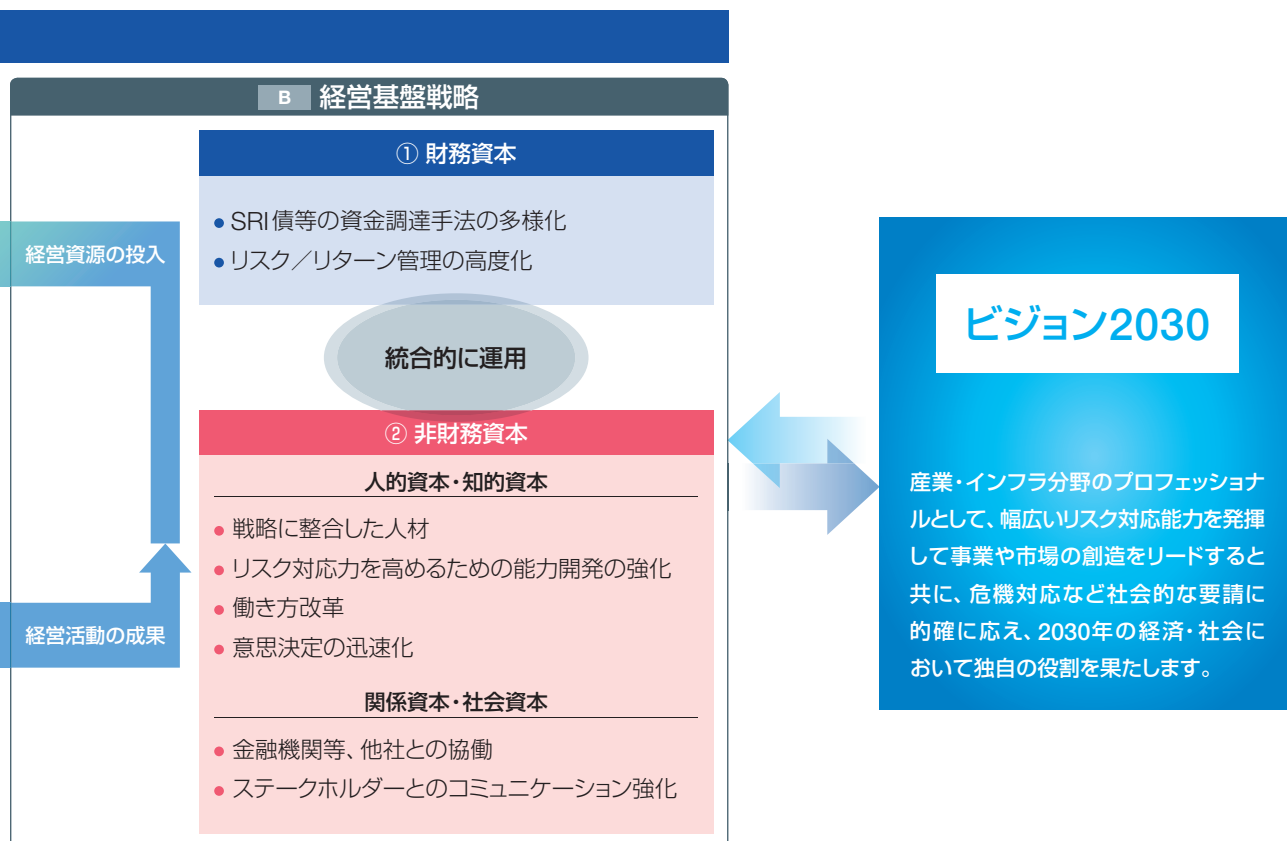 B 経営基盤戦略
① 財務資本
● SRI債等の資金調達手法の多様化
● リスク／リターン管理の高度化
経営資源の投入
統合的に運用
② 非財務資本
人的資本・知的資本
● 戦略に整合した人材
● リスク対応力を高めるための能力開発の強化
● 働き方改革
● 意思決定の迅速化
経営活動の成果
関係資本・社会資本
● 金融機関等、他社との協働
● ステークホルダーとのコミュニケーション強化
ビジョン2030
産業・インフラ分野のプロフェッショナ
ルとして、幅広いリスク対応能力を発揮
して事業や市場の創造をリードすると
共に、危機対応など社会的な要請に
的確に応え、2030年の経済・社会に
おいて独自の役割を果たします。